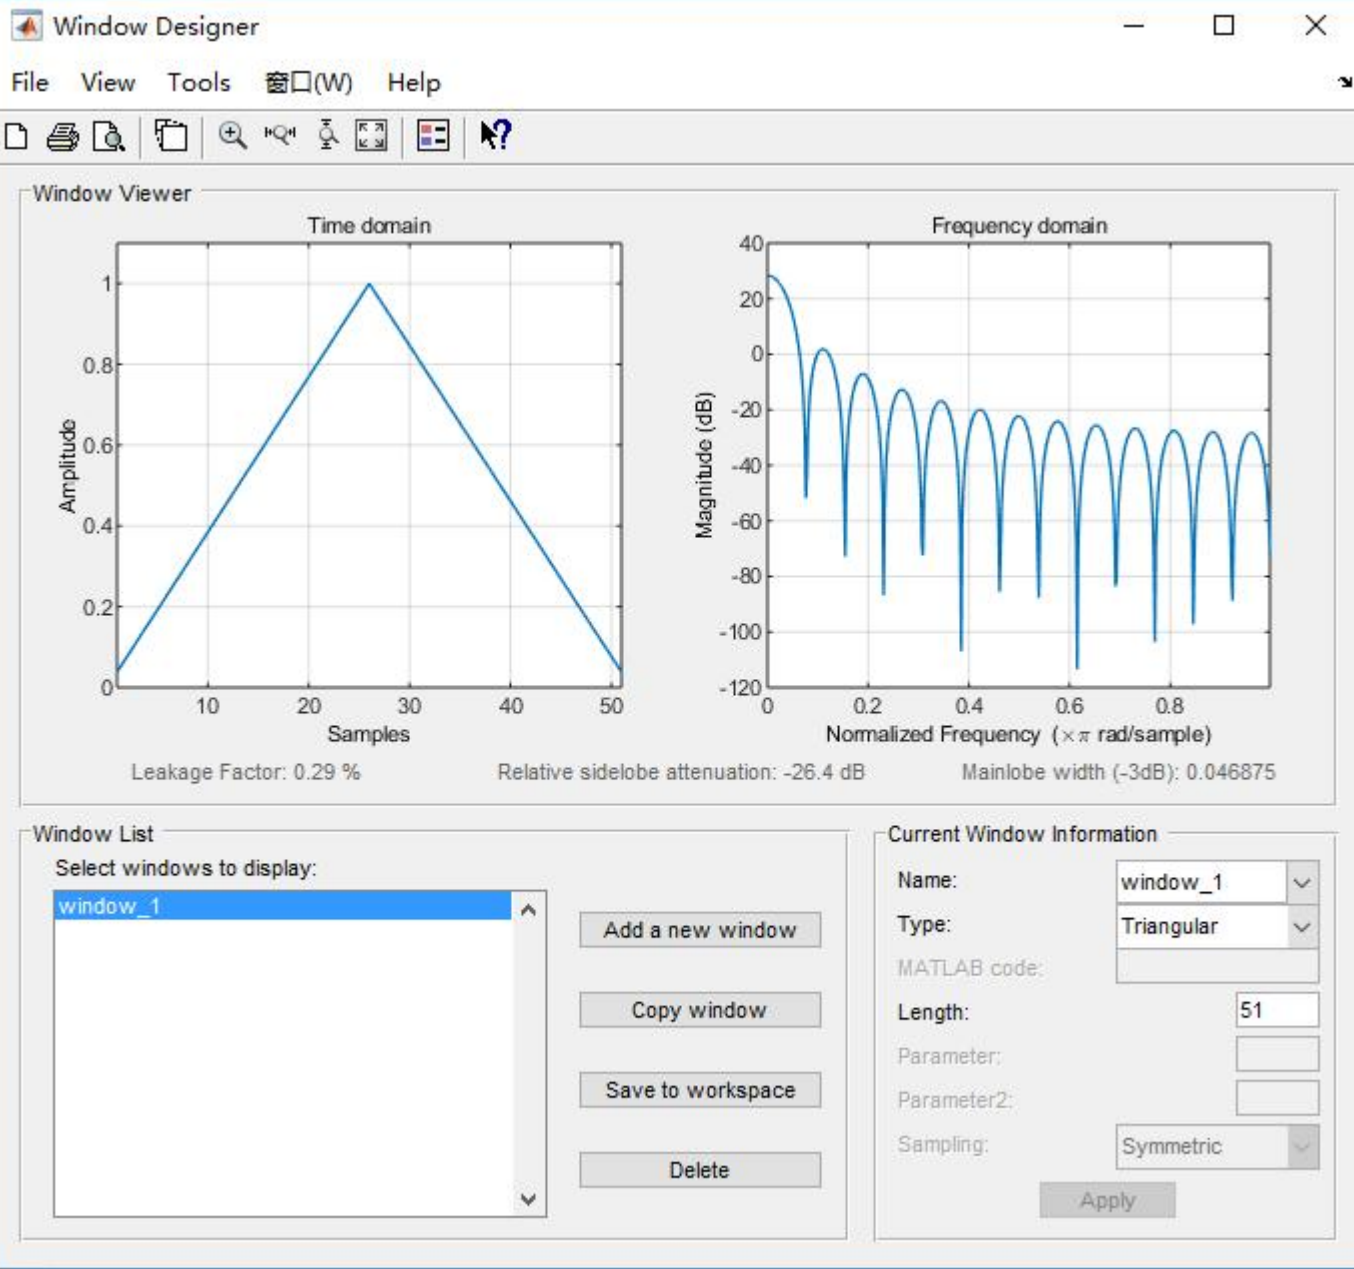 Window Designer
File View Tools 窗口(W) Help
Window Viewer
Time domain
Amplitude
1
0.8
0.6
0.4
0.2
0
10 20 30 40 50
Samples
Frequency domain
Magnitude (dB)
40
20
0
-20
-40
-60
-80
-100
-120
0 0.2 0.4 0.6 0.8
Normalized Frequency (×π rad/sample)
Leakage Factor: 0.29 % Relative sidelobe attenuation: -26.4 dB Mainlobe width (-3dB): 0.046875
Window List
Select windows to display:
window_1
Add a new window
Copy window
Save to workspace
Delete
Current Window Information
Name: window_1
Type: Triangular
MATLAB code:
Length: 51
Parameter:
Parameter2:
Sampling: Symmetric
Apply